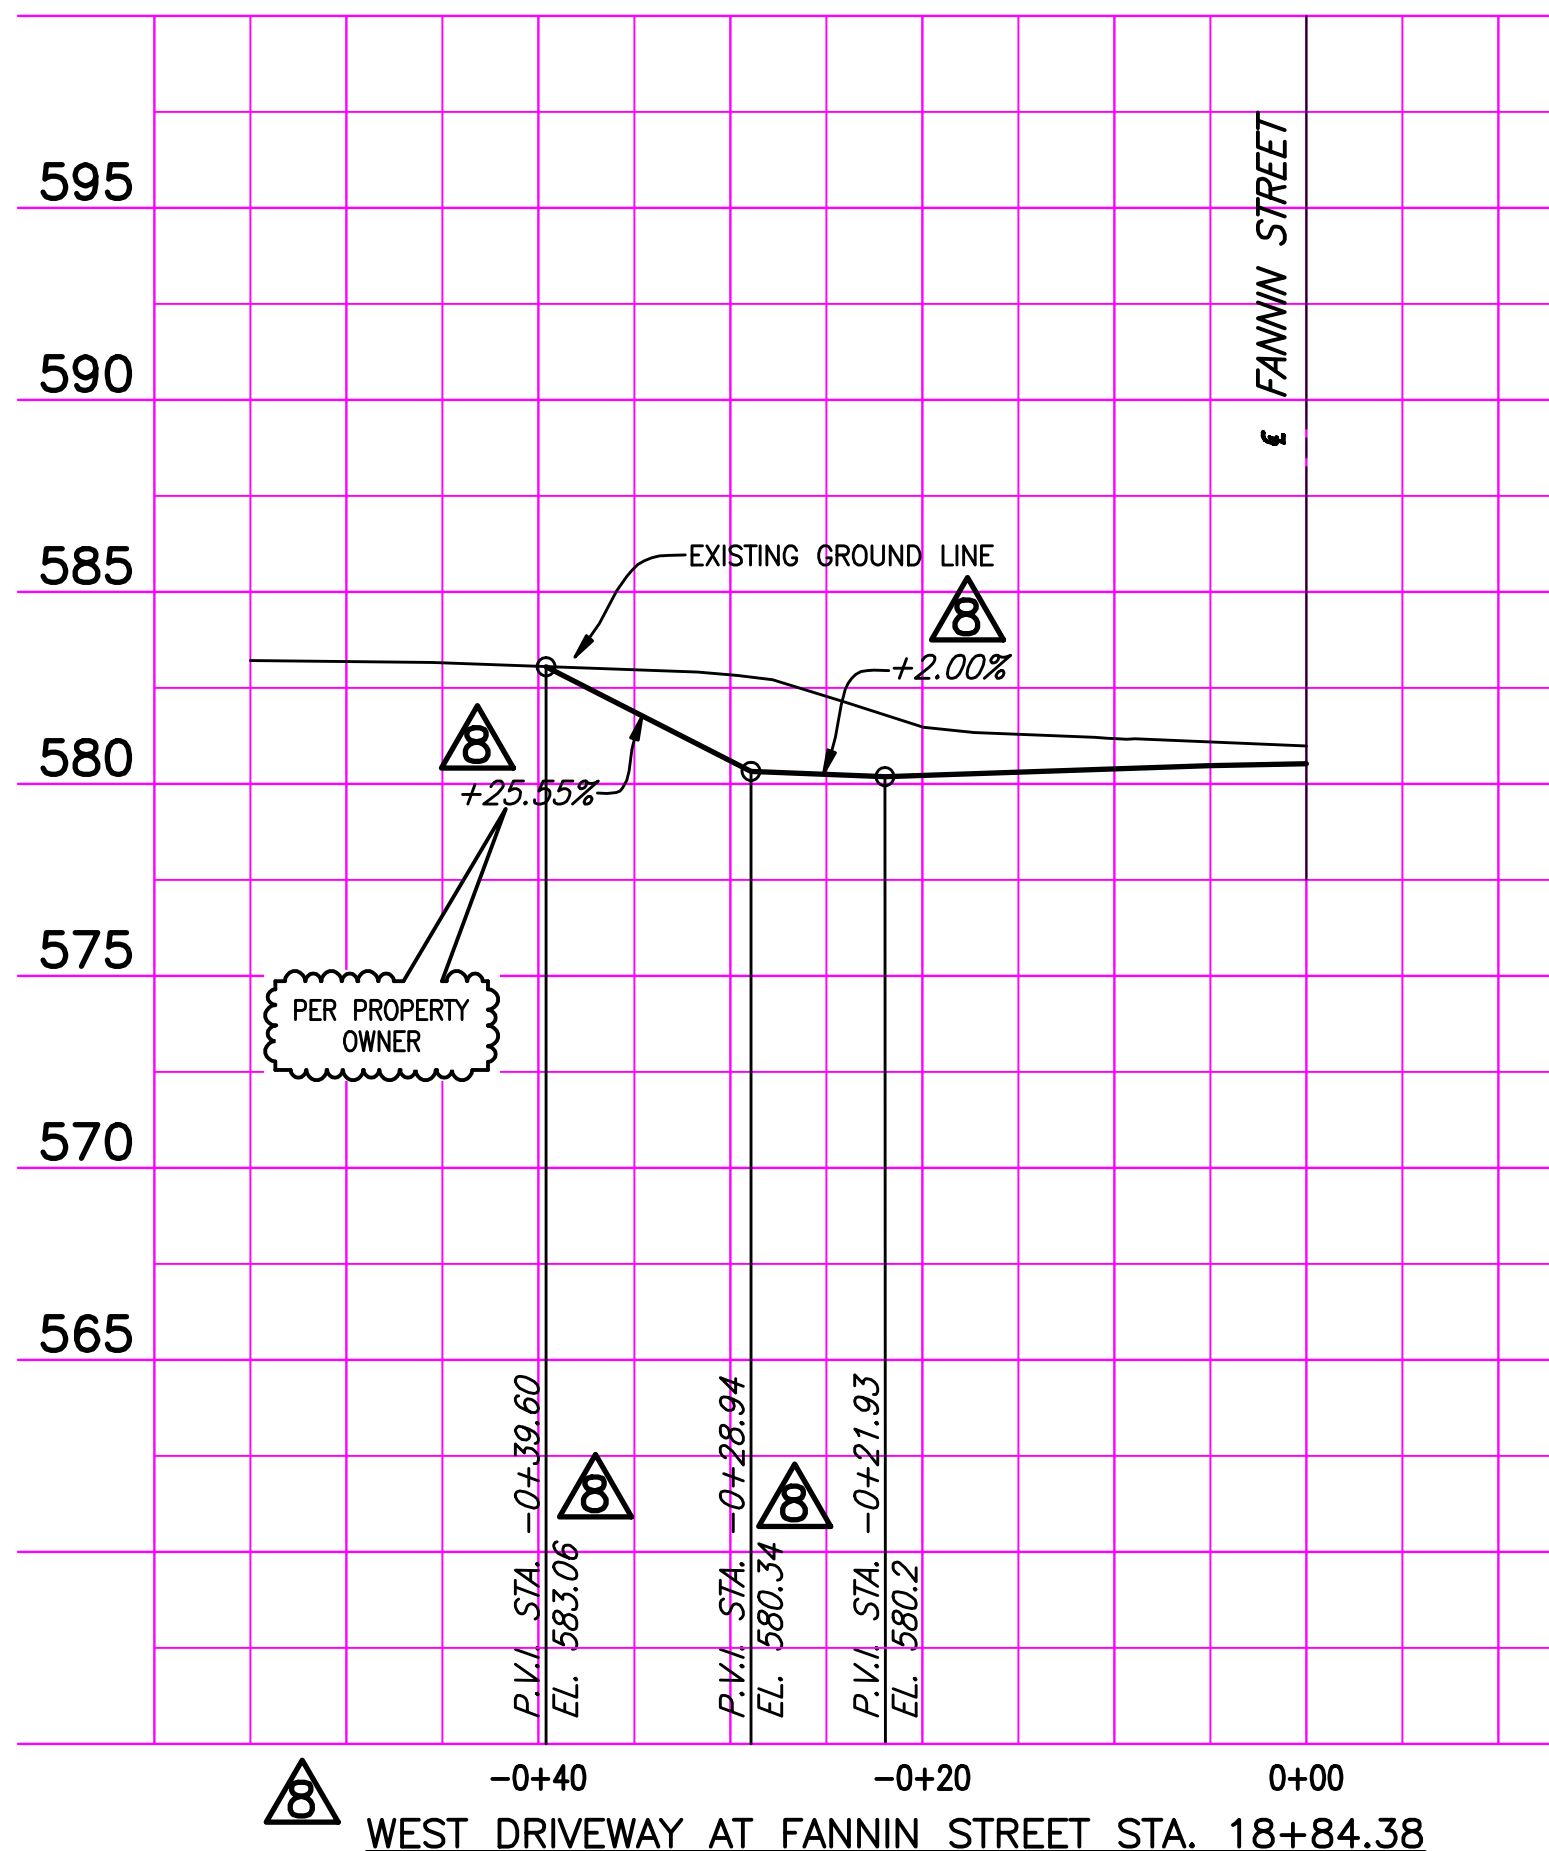 595
590
585
580
575
570
565
℄ FANNIN STREET
EXISTING GROUND LINE
8
+2.00%
8
+25.55%
PER PROPERTY
OWNER
P.V.I. STA. -0+39.60
EL. 583.06
8
P.V.I. STA. -0+28.94
EL. 580.34
8
P.V.I. STA. -0+21.93
EL. 580.2
-0+40
-0+20
0+00
8
WEST DRIVEWAY AT FANNIN STREET STA. 18+84.38